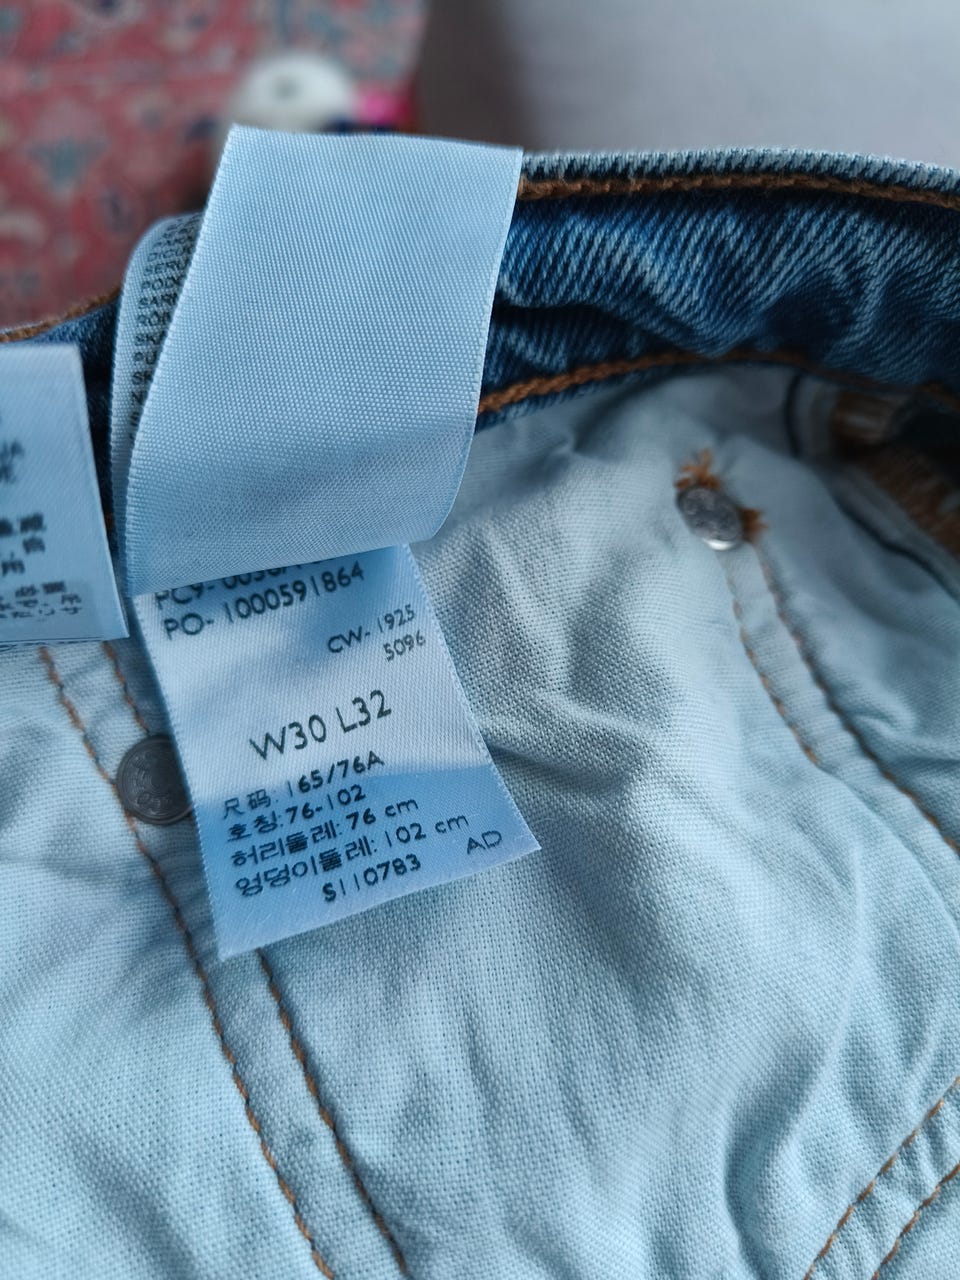 PO- 1000591864
CW- 1925
5096
W30 L32
尺码: 165/76A
호칭: 76-102
허리둘레: 76 cm
엉덩이둘레: 102 cm
AD
S110783